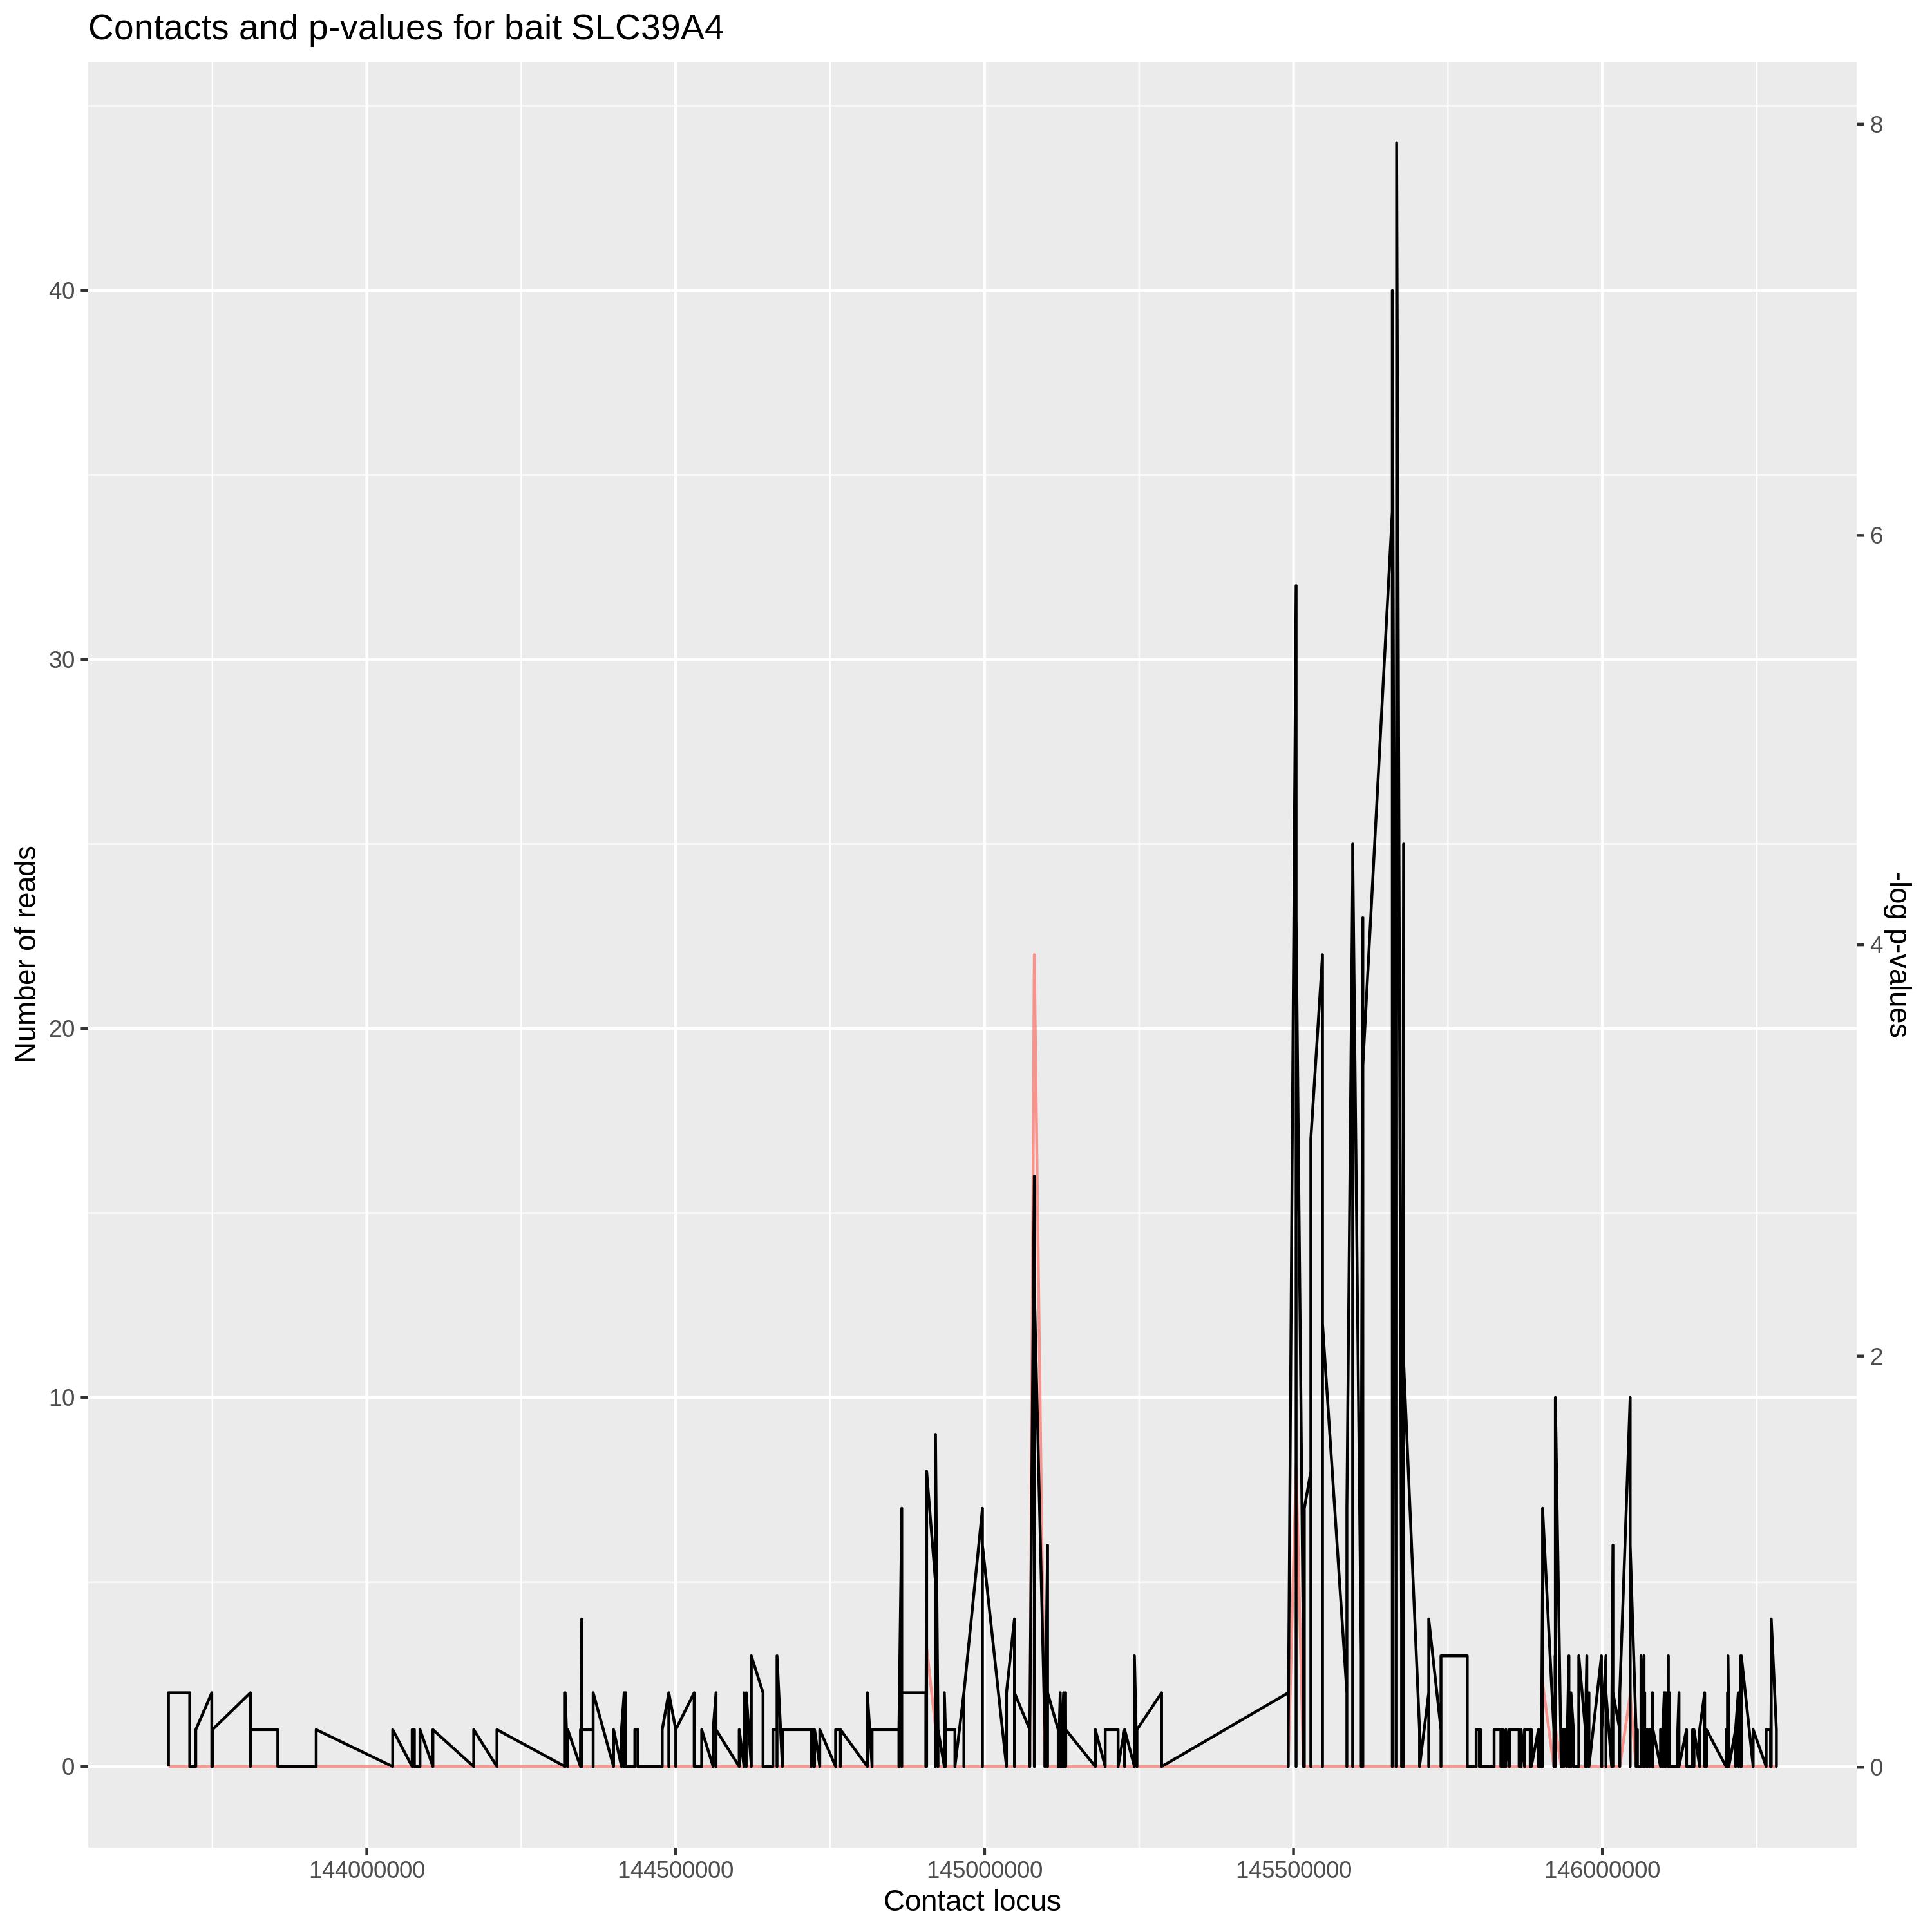 Contacts and p-values for bait SLC39A4
40
30
20
10
0
Number of reads
8
6
4
2
0
-log p-values
144000000 144500000 145000000 145500000 146000000
Contact locus